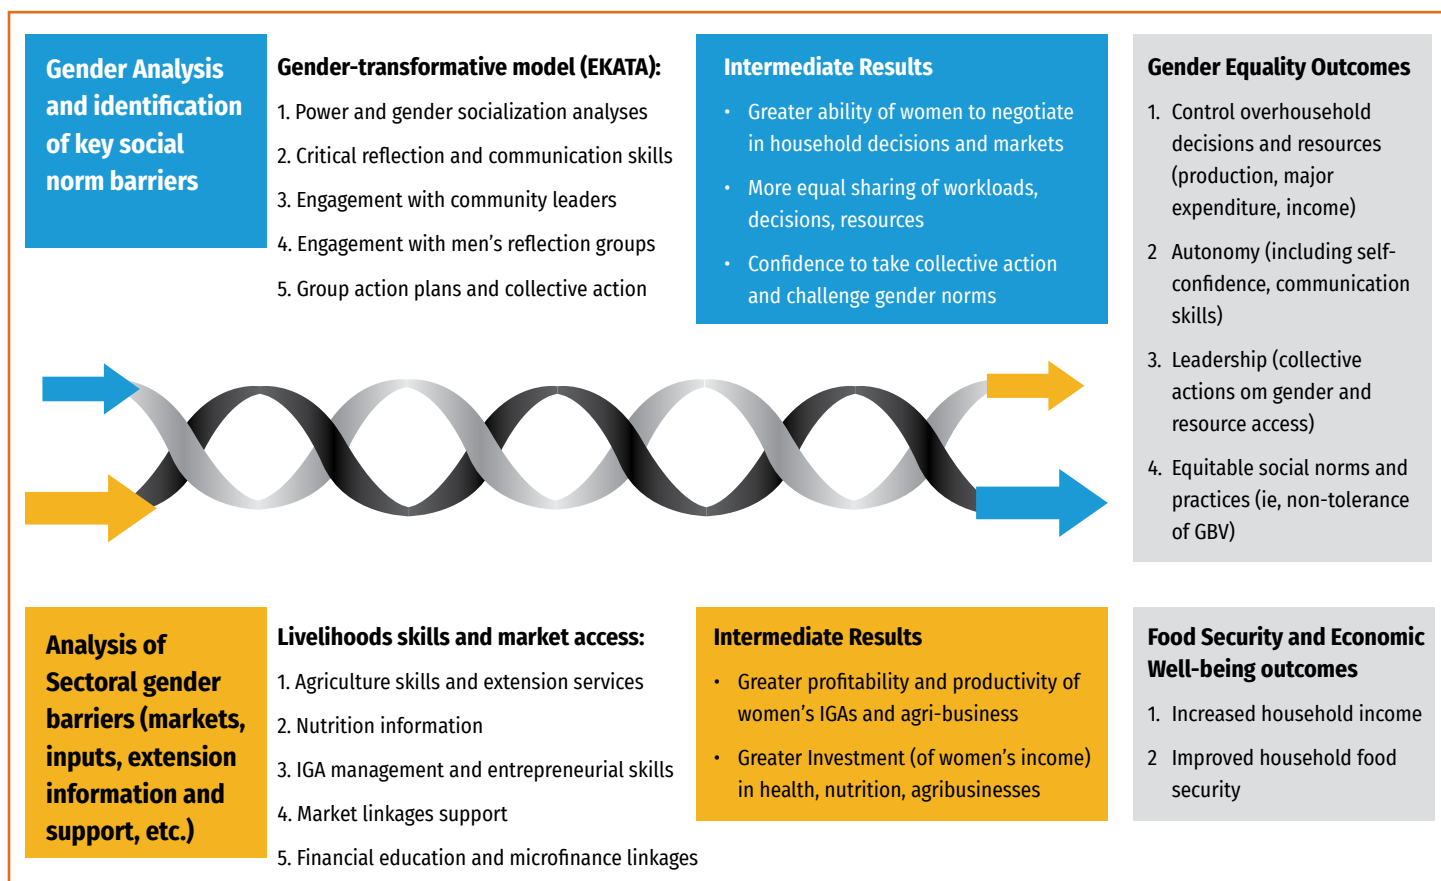 Gender Analysis
and identification
of key social
norm barriers
Gender-transformative model (EKATA):
1. Power and gender socialization analyses
2. Critical reflection and communication skills
3. Engagement with community leaders
4. Engagement with men’s reflection groups
5. Group action plans and collective action
Intermediate Results
• Greater ability of women to negotiate
in household decisions and markets
• More equal sharing of workloads,
decisions, resources
• Confidence to take collective action
and challenge gender norms
Gender Equality Outcomes
1. Control overhousehold
decisions and resources
(production, major
expenditure, income)
2 Autonomy (including self-
confidence, communication
skills)
3. Leadership (collective
actions om gender and
resource access)
4. Equitable social norms and
practices (ie, non-tolerance
of GBV)
Analysis of
Sectoral gender
barriers (markets,
inputs, extension
information and
support, etc.)
Livelihoods skills and market access:
1. Agriculture skills and extension services
2. Nutrition information
3. IGA management and entrepreneurial skills
4. Market linkages support
5. Financial education and microfinance linkages
Intermediate Results
• Greater profitability and productivity of
women’s IGAs and agri-business
• Greater Investment (of women’s income)
in health, nutrition, agribusinesses
Food Security and Economic
Well-being outcomes
1. Increased household income
2 Improved household food
security